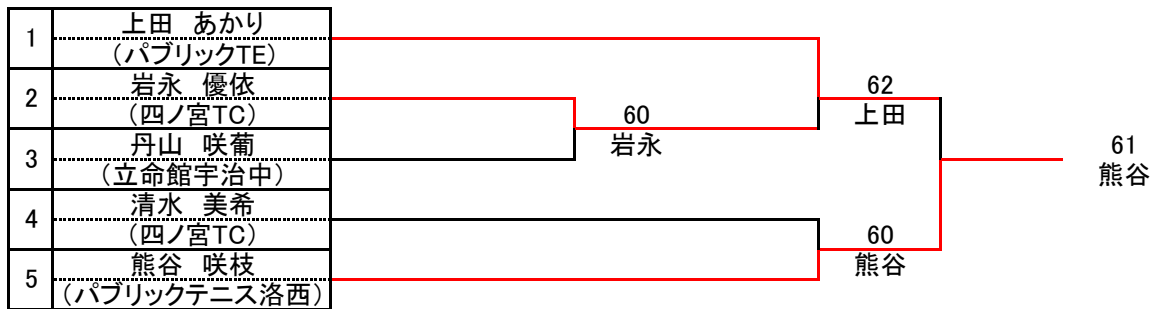 1
上田 あかり
(パブリックTE)
2
岩永 優依
(四ノ宮TC)
3
丹山 咲葡
(立命館宇治中)
4
清水 美希
(四ノ宮TC)
5
熊谷 咲枝
(パブリックテニス洛西)
60
岩永
62
上田
60
熊谷
61
熊谷